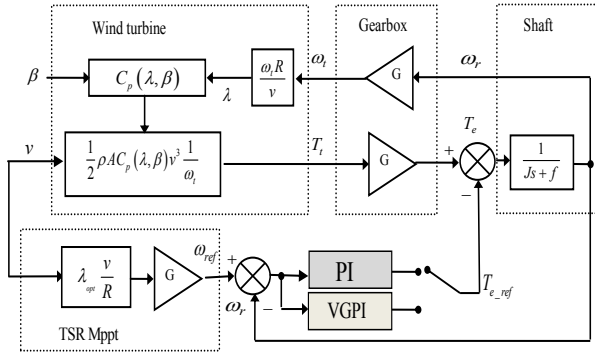 Wind turbine
Gearbox
Shaft
β
C_p(λ,β)
λ
ω_t R / v
ω_t
G
ω_r
v
1/2 ρAC_p(λ,β)v^3 1/ω_t
T_t
G
+
T_e
−
1 / Js + f
λ_opt v/R
G
ω_ref
+
ω_r
−
PI
VGPI
T_e_ref
TSR Mppt